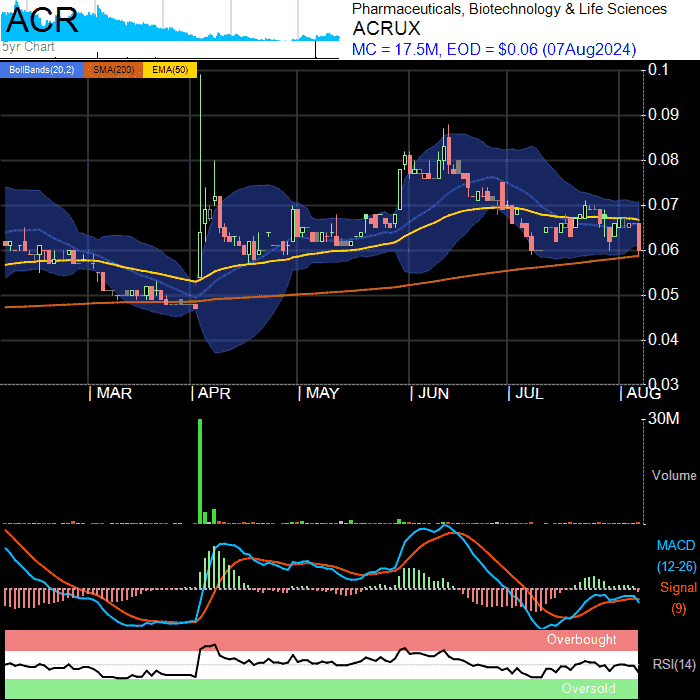 ACR
5yr Chart
Pharmaceuticals, Biotechnology & Life Sciences
ACRUX
MC = 17.5M, EOD = $0.06 (07Aug2024)
BollBands(20,2) SMA(200) EMA(50)
0.1
0.09
0.08
0.07
0.06
0.05
0.04
0.03
MAR APR MAY JUN JUL AUG
30M
Volume
MACD
(12-26)
Signal
(9)
Overbought
RSI(14)
Oversold